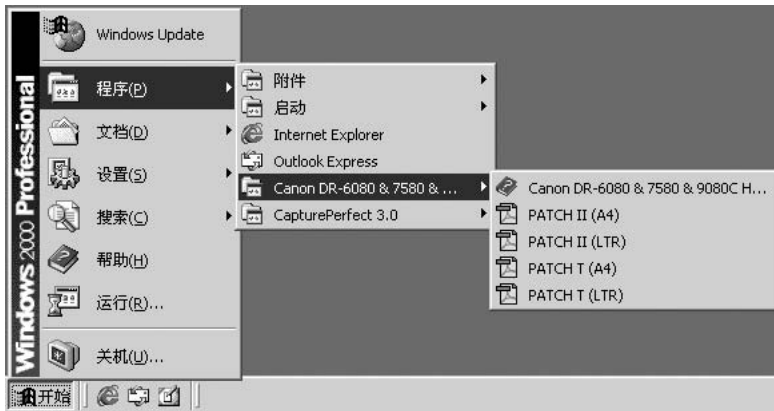 Windows 2000 Professional
Windows Update
程序(P)
文档(D)
设置(S)
搜索(C)
帮助(H)
运行(R)...
关机(U)...
附件
启动
Internet Explorer
Outlook Express
Canon DR-6080 & 7580 & ...
CapturePerfect 3.0
Canon DR-6080 & 7580 & 9080C H...
PATCH II (A4)
PATCH II (LTR)
PATCH T (A4)
PATCH T (LTR)
开始